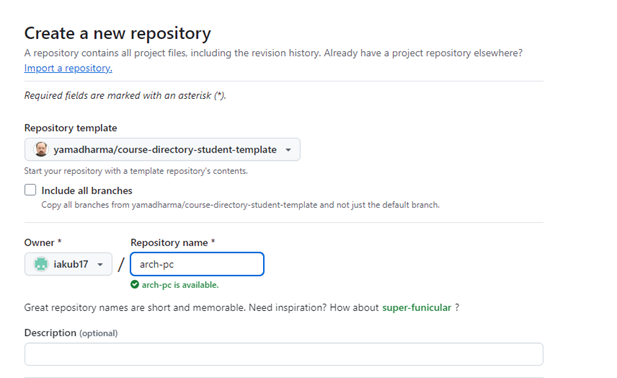 Create a new repository
A repository contains all project files, including the revision history. Already have a project repository elsewhere?
Import a repository.
Required fields are marked with an asterisk (*).
Repository template
yamadharma/course-directory-student-template
Start your repository with a template repository's contents.
Include all branches
Copy all branches from yamadharma/course-directory-student-template and not just the default branch.
Owner * Repository name *
iakub17 / arch-pc
arch-pc is available.
Great repository names are short and memorable. Need inspiration? How about super-funicular ?
Description (optional)